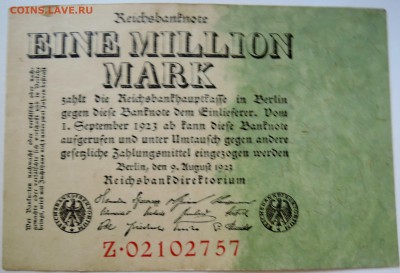 COINS.LAVE.RU
Reichsbanknote
EINE MILLION
MARK
zahlt die Reichsbankhauptkasse in Berlin
gegen diese Banknote dem Einlieferer. Vom
1. September 1923 ab kann diese Banknote
aufgerufen und unter Umtausch gegen andere
gesetzliche Zahlungsmittel eingezogen werden
Berlin, den 9. August 1923
Reichsbankdirektorium
Z·02102757